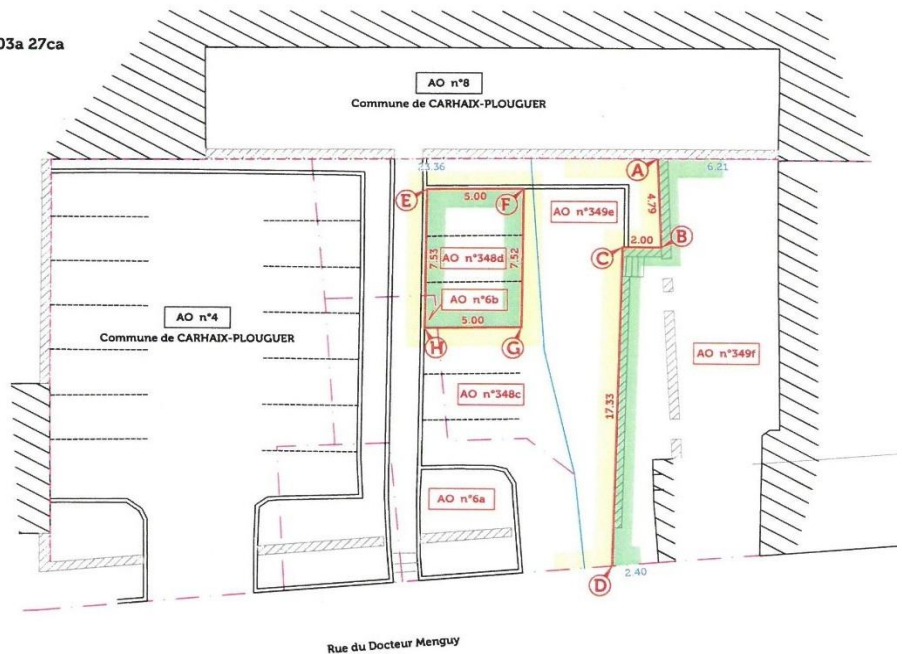 03a 27ca
AO n°8
Commune de CARHAIX-PLOUGUER
23.36
A
6.21
E
5.00
F
AO n°349e
4.79
2.00
B
C
7.53
AO n°348d
7.52
AO n°6b
AO n°4
Commune de CARHAIX-PLOUGUER
5.00
H
G
AO n°349f
AO n°348c
17.33
AO n°6a
D
2.40
Rue du Docteur Menguy